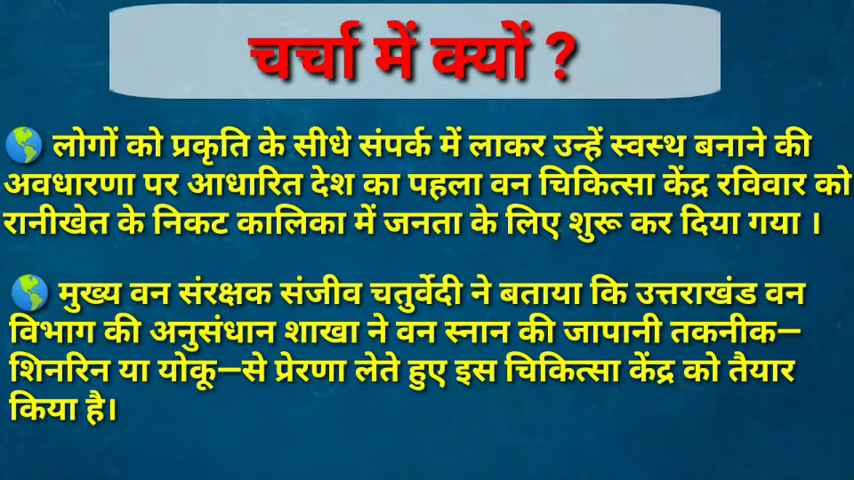 चर्चा में क्यों ?
🌎 लोगों को प्रकृति के सीधे संपर्क में लाकर उन्हें स्वस्थ बनाने की
अवधारणा पर आधारित देश का पहला वन चिकित्सा केंद्र रविवार को
रानीखेत के निकट कालिका में जनता के लिए शुरू कर दिया गया ।
🌎 मुख्य वन संरक्षक संजीव चतुर्वेदी ने बताया कि उत्तराखंड वन
विभाग की अनुसंधान शाखा ने वन स्नान की जापानी तकनीक—
शिनरिन या योकू—से प्रेरणा लेते हुए इस चिकित्सा केंद्र को तैयार
किया है।